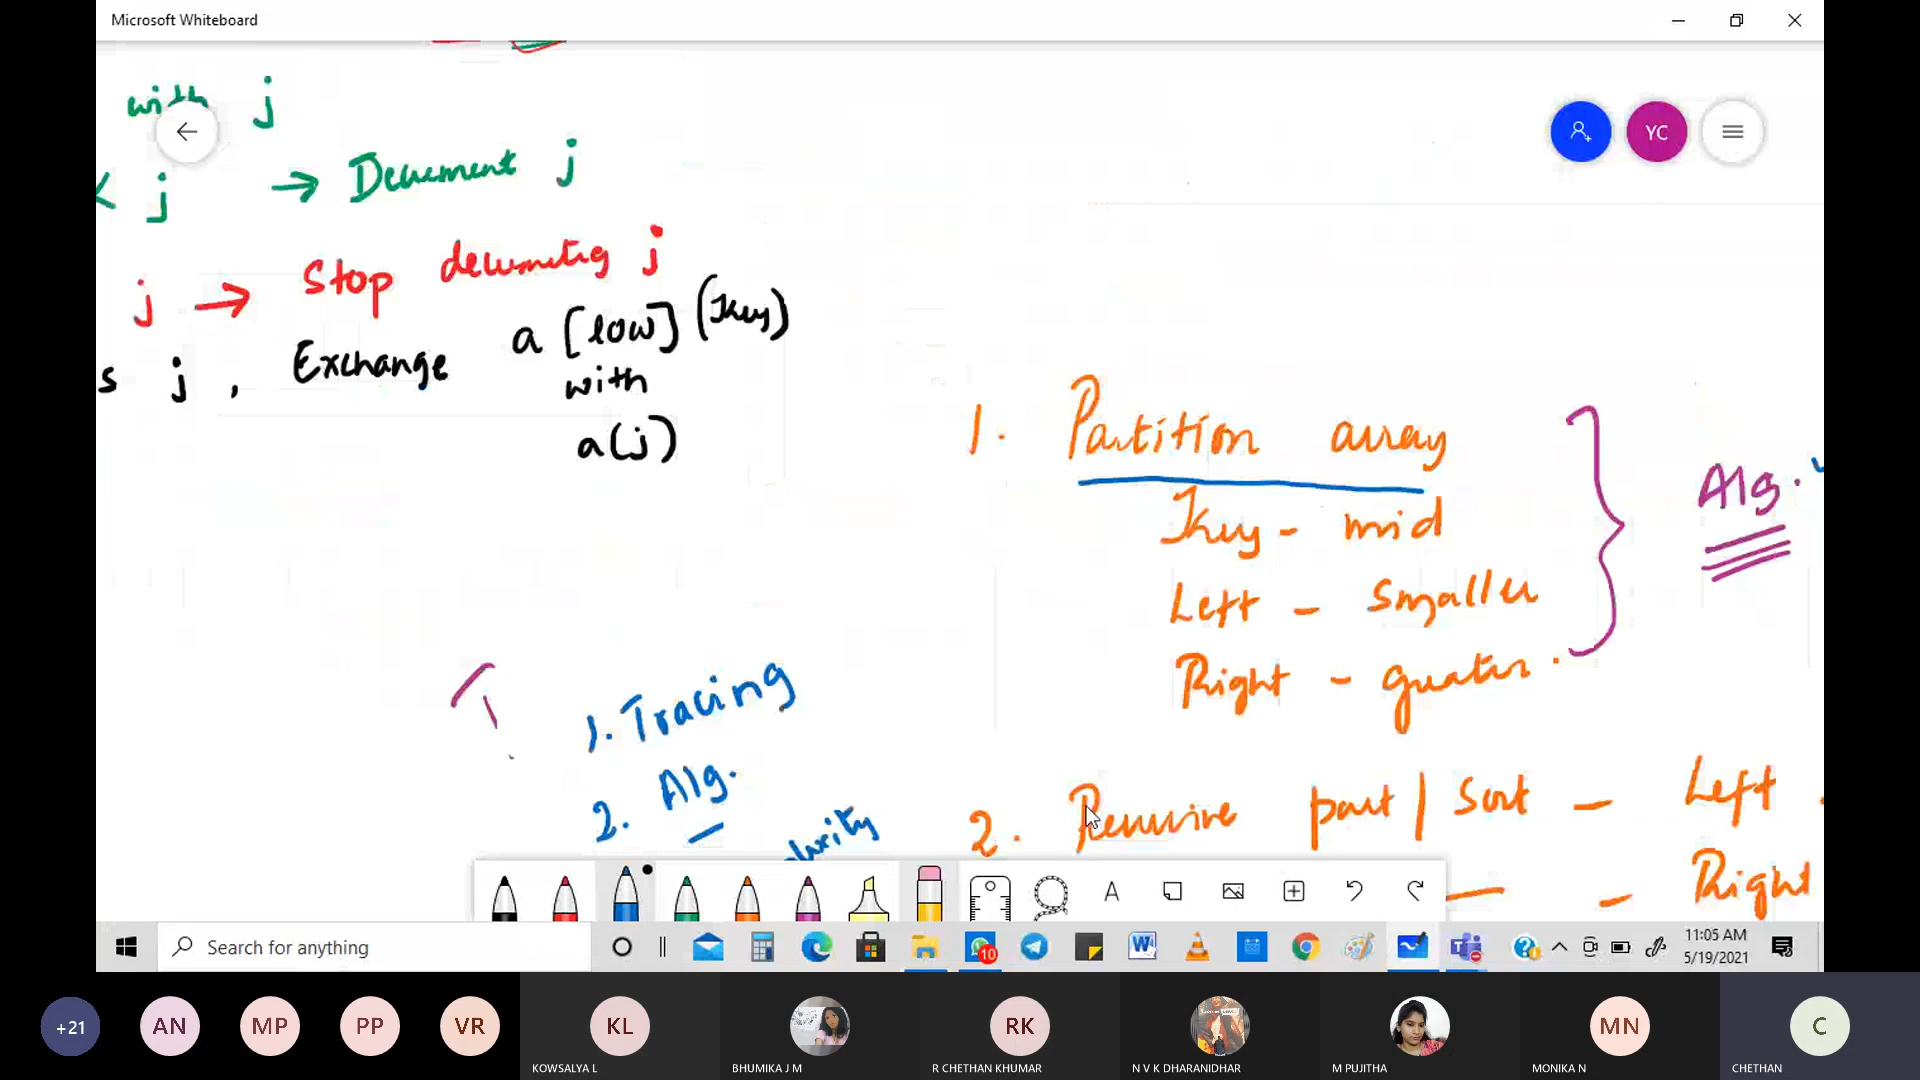 Microsoft Whiteboard
with j
< j → Decrement j
YC
j → Stop decrementing j
s j , Exchange a [low] (key)
with
a(j)
1. Partition array
Key - mid
Left - Smaller
Right - greater.
Alg.
1. Tracing
2. Alg.
2. Recursive part | Sort - Left
- Right
A
Search for anything
10
11:05 AM
5/19/2021
+21
AN
MP
PP
VR
KL
RK
MN
C
KOWSALYA L
BHUMIKA J M
R CHETHAN KHUMAR
N V K DHARANIDHAR
M PUJITHA
MONIKA N
CHETHAN